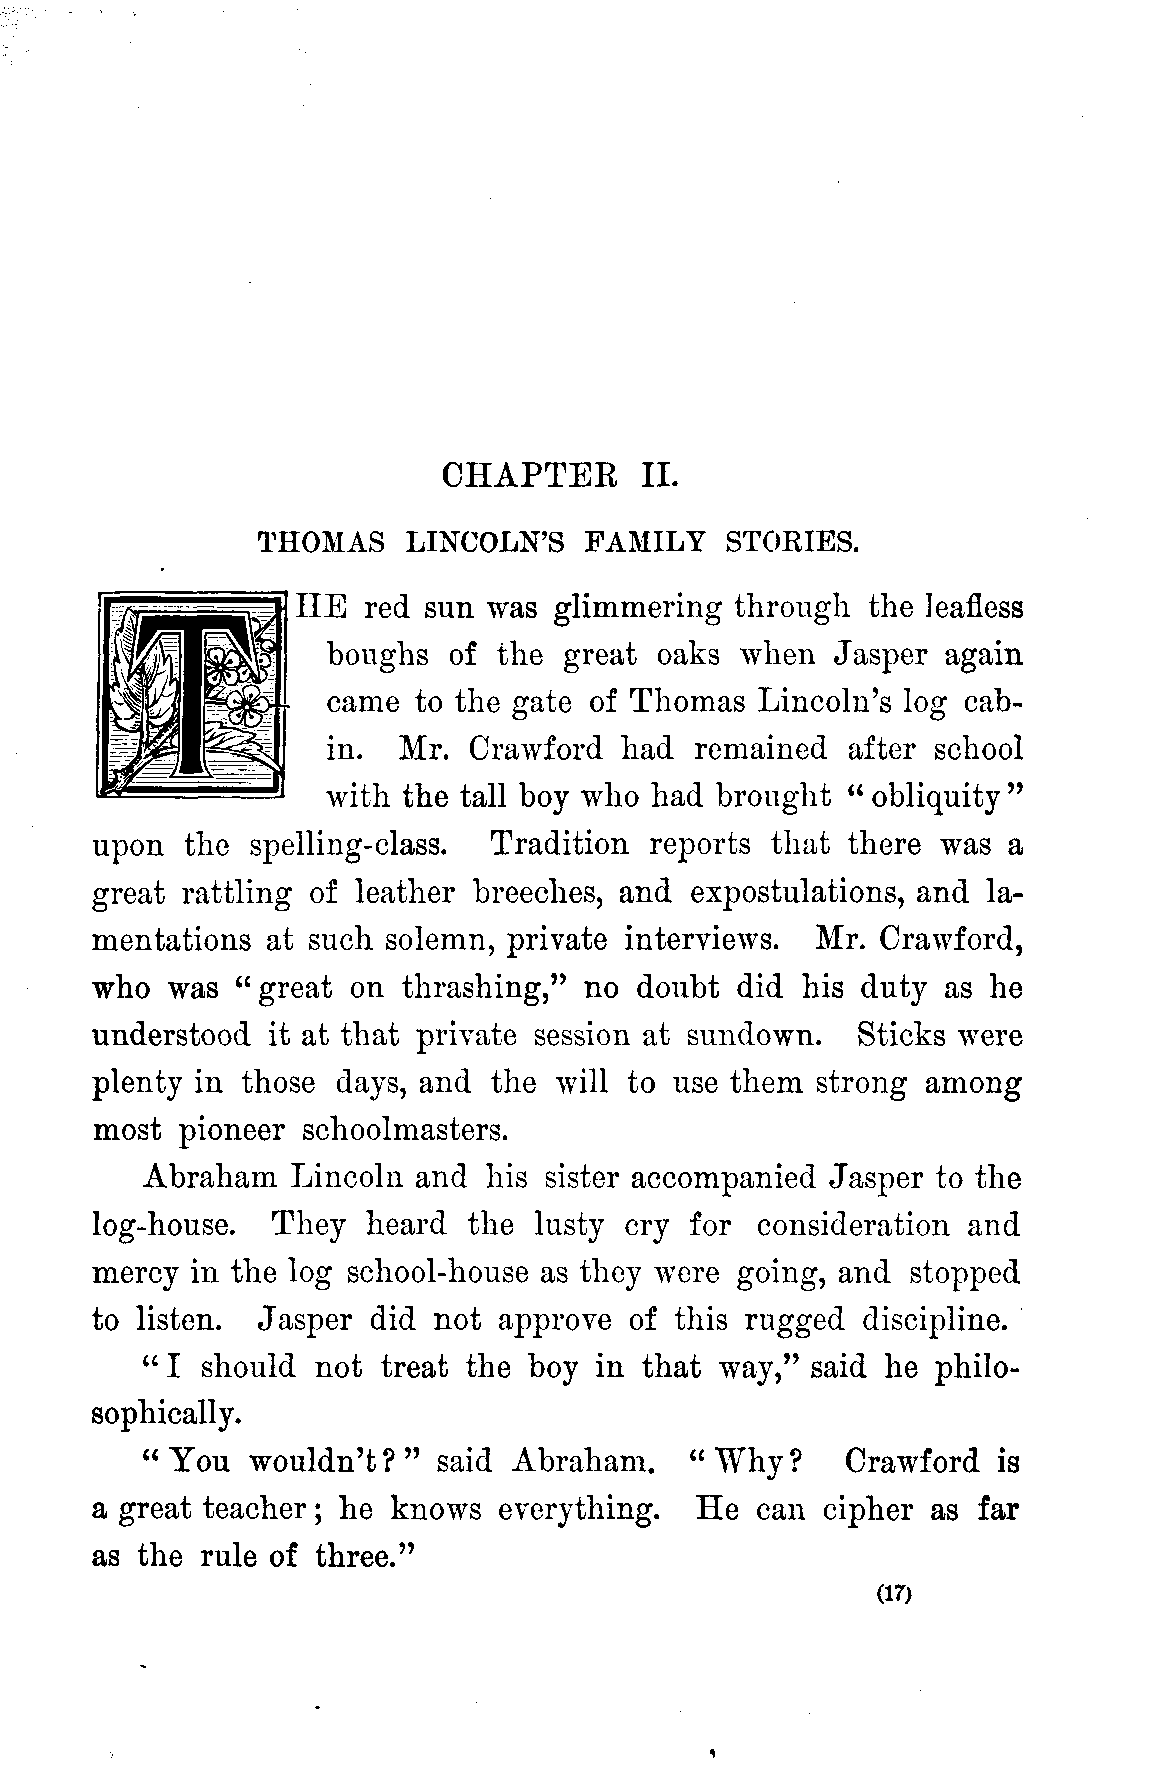 CHAPTER II.
THOMAS LINCOLN'S FAMILY STORIES.
THE red sun was glimmering through the leafless
boughs of the great oaks when Jasper again
came to the gate of Thomas Lincoln's log cab-
in. Mr. Crawford had remained after school
with the tall boy who had brought “ obliquity ”
upon the spelling-class. Tradition reports that there was a
great rattling of leather breeches, and expostulations, and la-
mentations at such solemn, private interviews. Mr. Crawford,
who was “ great on thrashing,” no doubt did his duty as he
understood it at that private session at sundown. Sticks were
plenty in those days, and the will to use them strong among
most pioneer schoolmasters.
Abraham Lincoln and his sister accompanied Jasper to the
log-house. They heard the lusty cry for consideration and
mercy in the log school-house as they were going, and stopped
to listen. Jasper did not approve of this rugged discipline.
“ I should not treat the boy in that way,” said he philo-
sophically.
“ You wouldn't ? ” said Abraham. “ Why ? Crawford is
a great teacher ; he knows everything. He can cipher as far
as the rule of three.”
(17)